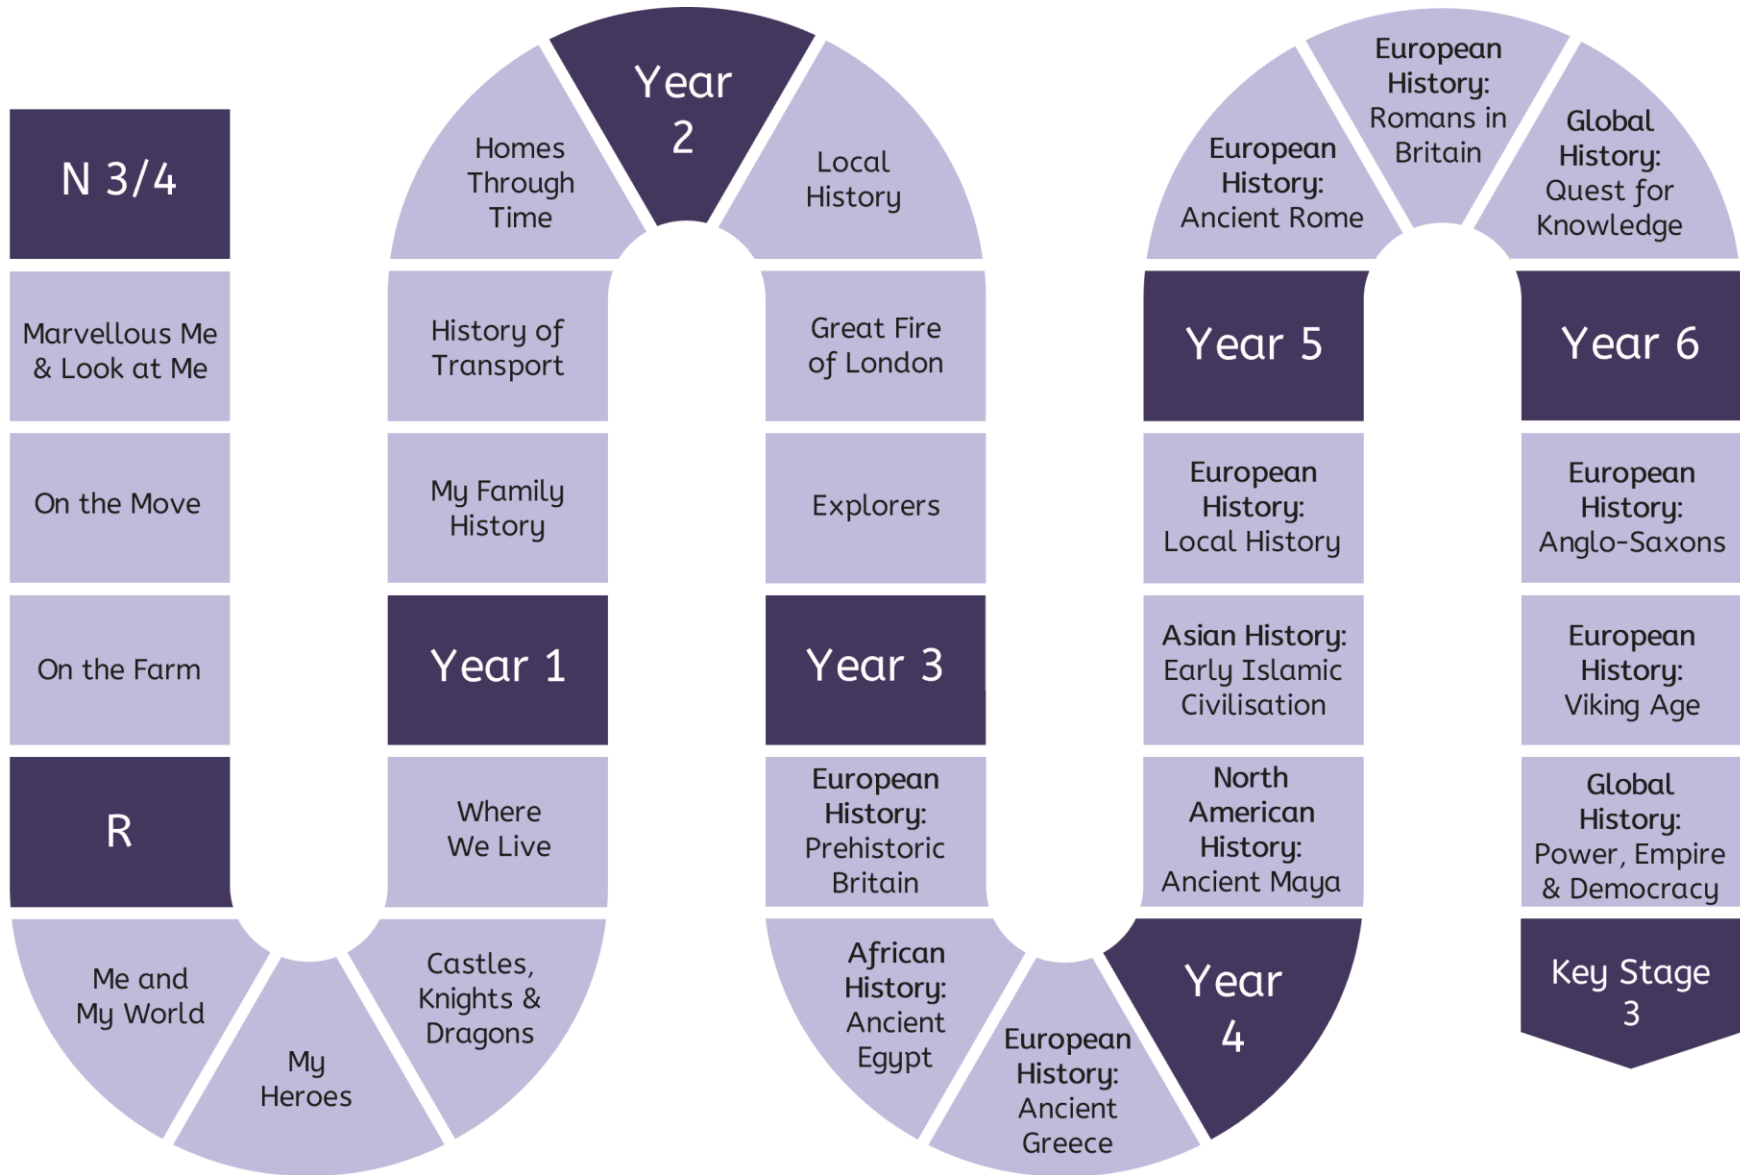 N 3/4
Marvellous Me
& Look at Me
On the Move
On the Farm
R
Me and
My World
My
Heroes
Castles,
Knights &
Dragons
Where
We Live
Year 1
My Family
History
History of
Transport
Homes
Through
Time
Year
2
Local
History
Great Fire
of London
Explorers
Year 3
European
History:
Prehistoric
Britain
African
History:
Ancient
Egypt
European
History:
Ancient
Greece
Year
4
North
American
History:
Ancient Maya
Asian History:
Early Islamic
Civilisation
European
History:
Local History
Year 5
European
History:
Ancient Rome
European
History:
Romans in
Britain
Global
History:
Quest for
Knowledge
Year 6
European
History:
Anglo-Saxons
European
History:
Viking Age
Global
History:
Power, Empire
& Democracy
Key Stage
3